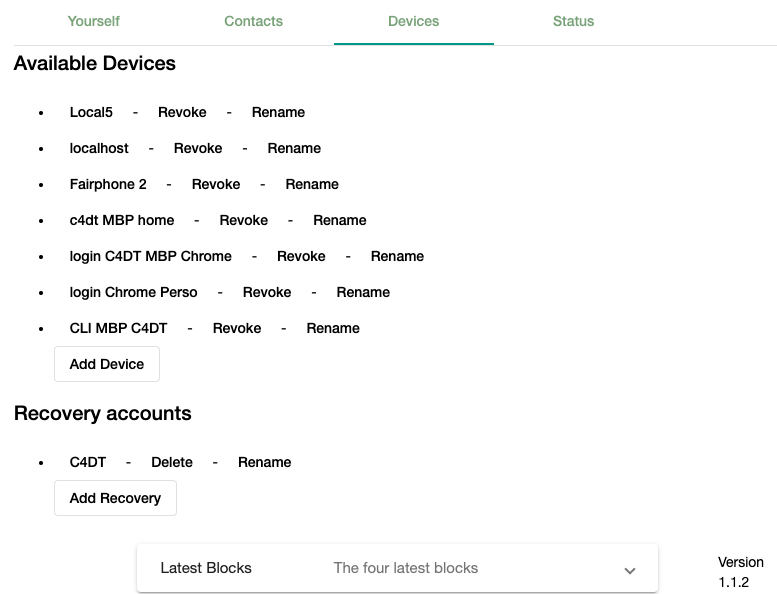 Yourself Contacts Devices Status
Available Devices
Local5 - Revoke - Rename
localhost - Revoke - Rename
Fairphone 2 - Revoke - Rename
c4dt MBP home - Revoke - Rename
login C4DT MBP Chrome - Revoke - Rename
login Chrome Perso - Revoke - Rename
CLI MBP C4DT - Revoke - Rename
Add Device
Recovery accounts
C4DT - Delete - Rename
Add Recovery
Latest Blocks The four latest blocks
Version
1.1.2